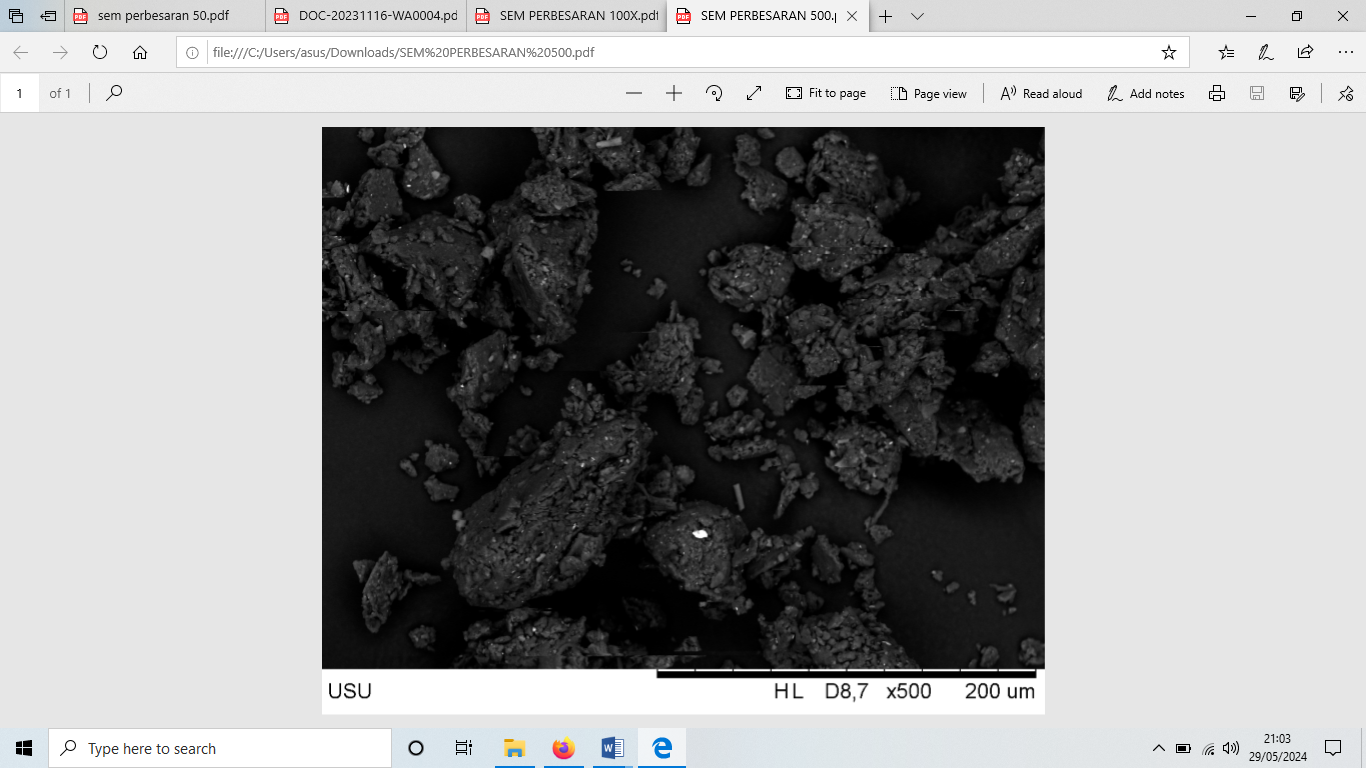 sem perbesaran 50.pdf
DOC-20231116-WA0004.pd
SEM PERBESARAN 100X.pdf
SEM PERBESARAN 500.p
file:///C:/Users/asus/Downloads/SEM%20PERBESARAN%20500.pdf
1 of 1
Fit to page
Page view
Read aloud
Add notes
USU
HL D8,7 x500 200 um
Type here to search
21:03
29/05/2024